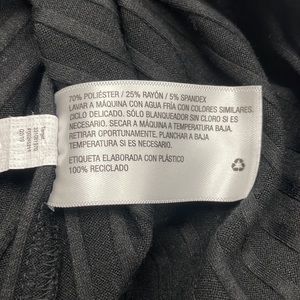 70% POLIÉSTER / 25% RAYÓN / 5% SPANDEX
LAVAR A MÁQUINA CON AGUA FRÍA CON COLORES SIMILARES.
CICLO DELICADO. SÓLO BLANQUEADOR SIN CLORO SI ES
NECESARIO. SECAR A MÁQUINA A TEMPERATURA BAJA.
RETIRAR OPORTUNAMENTE. PLANCHAR A BAJA
TEMPERATURA SI ES NECESARIO.
ETIQUETA ELABORADA CON PLÁSTICO
100% RECICLADO